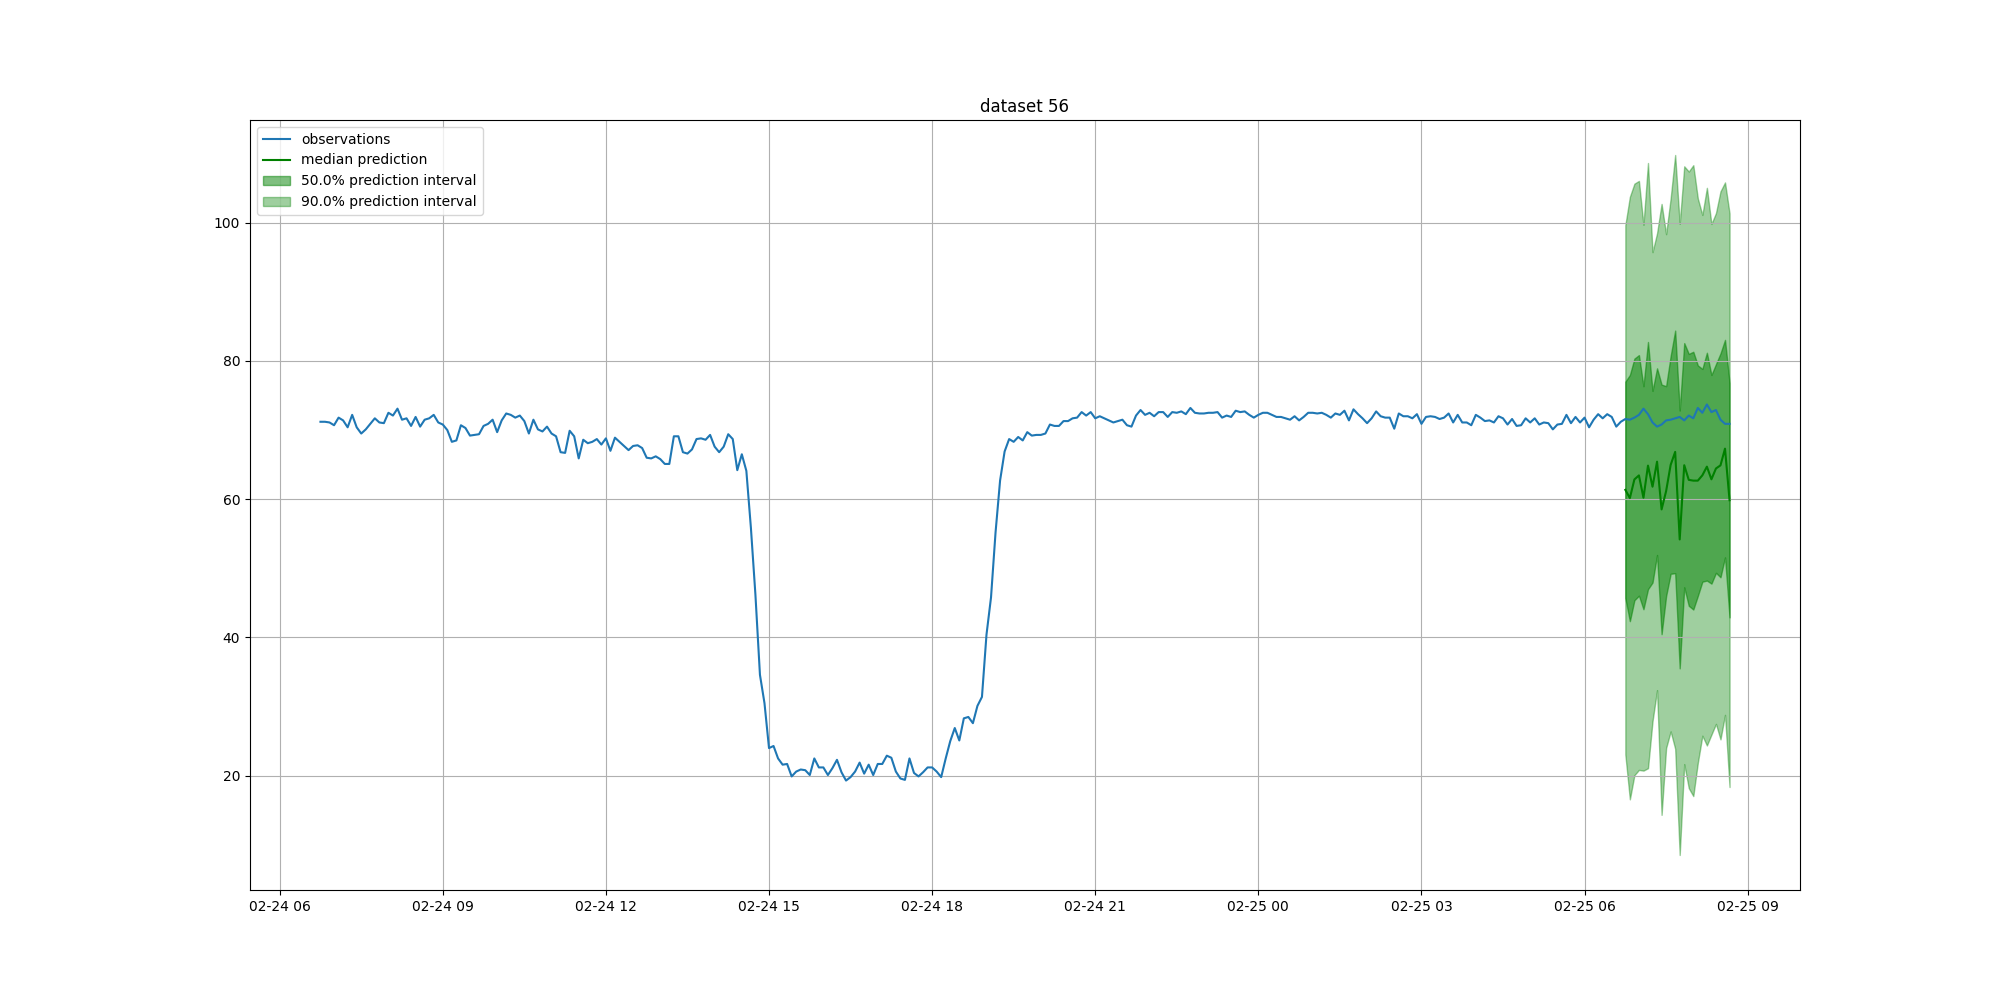 dataset 56
observations
median prediction
50.0% prediction interval
90.0% prediction interval
100
80
60
40
20
02-24 06 02-24 09 02-24 12 02-24 15 02-24 18 02-24 21 02-25 00 02-25 03 02-25 06 02-25 09